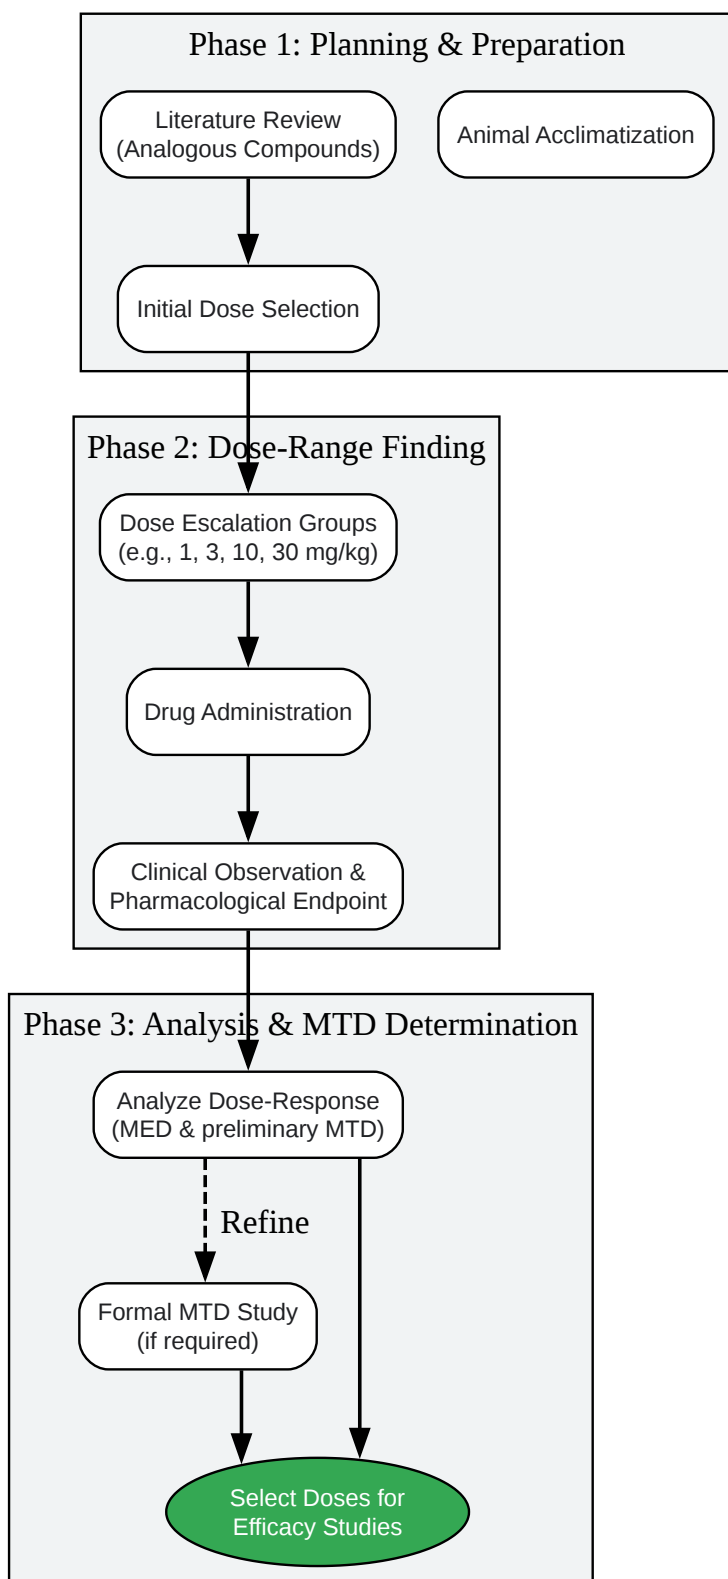 Phase 1: Planning & Preparation
Literature Review
(Analogous Compounds)
Animal Acclimatization
Initial Dose Selection
Phase 2: Dose-Range Finding
Dose Escalation Groups
(e.g., 1, 3, 10, 30 mg/kg)
Drug Administration
Clinical Observation &
Pharmacological Endpoint
Phase 3: Analysis & MTD Determination
Analyze Dose-Response
(MED & preliminary MTD)
Refine
Formal MTD Study
(if required)
Select Doses for
Efficacy Studies